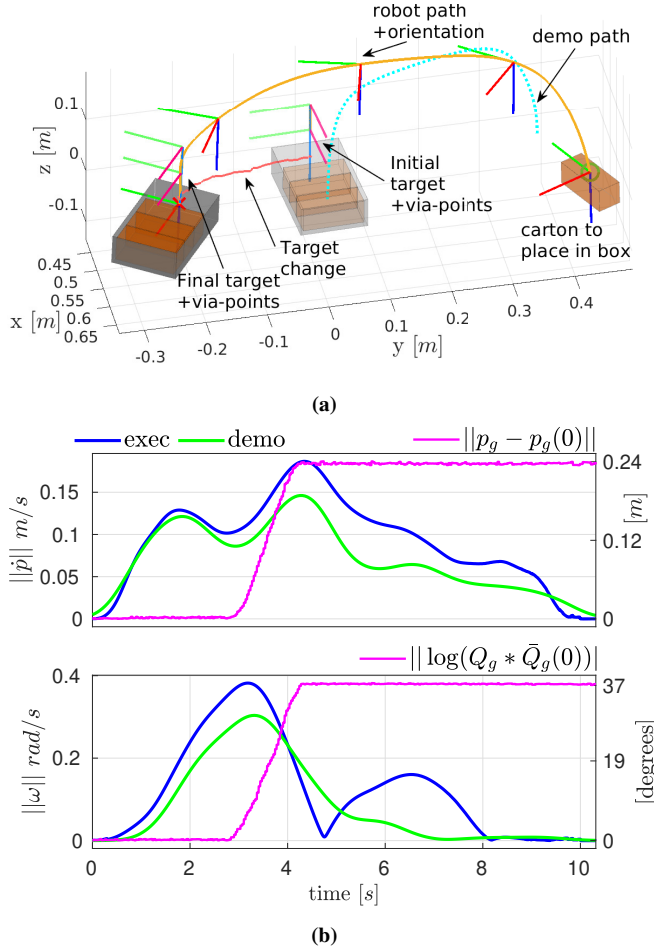 robot path
+orientation
demo path
0.1
z [m]
0
-0.1
Initial
target
+via-points
carton to
place in box
Target
change
Final target
+via-points
0.45
0.5
0.55
0.6
0.65
x [m]
-0.3
-0.2
-0.1
0
0.1
0.2
0.3
0.4
y [m]
(a)
exec demo ||p_g − p_g(0)||
0.15
0.1
0.05
0
||ṗ|| m/s
0.24
0.12
0
[m]
|| log(Q_g * Q̄_g(0))|
0.4
0.2
0
||ω|| rad/s
37
19
0
[degrees]
0 2 4 6 8 10
time [s]
(b)